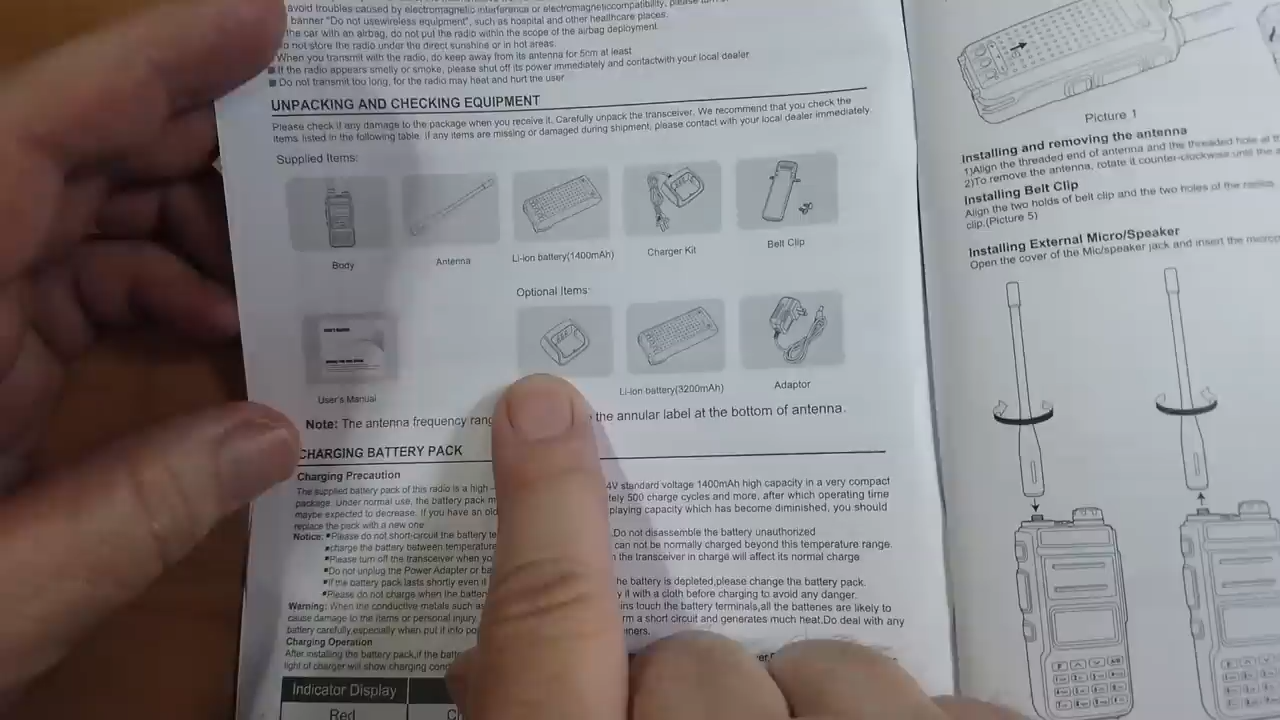 avoid troubles caused by electromagnetic interference or electromagneticcompatibility, please turn
banner "Do not usewireless equipment", such as hospital and other healthcare places.
the car with an airbag, do not put the radio within the scope of the airbag deployment.
Do not store the radio under the direct sunshine or in hot areas.
When you transmit with the radio, do keep away from its antenna for 5cm at least
■ If the radio appears smelly or smoke, please shut off its power immediately and contactwith your local dealer
■ Do not transmit too long, for the radio may heat and hurt the user
UNPACKING AND CHECKING EQUIPMENT
Please check if any damage to the package when you receive it. Carefully unpack the transceiver. We recommend that you check the
items listed in the following table. If any items are missing or damaged during shipment, please contact with your local dealer immediately
Supplied Items:
Body
Antenna
Li-ion battery(1400mAh)
Charger Kit
Belt Clip
Optional Items:
User's Manual
Li-ion battery(3200mAh)
Adaptor
Note: The antenna frequency rang the annular label at the bottom of antenna.
CHARGING BATTERY PACK
Charging Precaution
The supplied battery pack of this radio is a high – 4V standard voltage 1400mAh high capacity in a very compact
package. Under normal use, the battery pack m tely 500 charge cycles and more, after which operating time
maybe expected to decrease. If you have an old playing capacity which has become diminished, you should
replace the pack with a new one
Notice: ■Please do not short-circuit the battery te .Do not disassemble the battery unauthorized
■charge the battery between temperature can not be normally charged beyond this temperature range.
■Please turn off the transceiver when yo the transceiver in charge will affect its normal charge
■Do not unplug the Power Adapter or ba
■If the battery pack lasts shortly even it he battery is depleted,please change the battery pack.
■Please do not charge when the batter y it with a cloth before charging to avoid any danger.
Warning: When the conductive metals such as ins touch the battery terminals,all the batteries are likely to
cause damage to the items or personal injury. rm a short circuit and generates much heat.Do deal with any
battery carefully,especially when put it into po iners.
Charging Operation
After installing the battery pack,if the batt
light of charger will show charging cond
Indicator Display
Red
Picture 1
Installing and removing the antenna
1)Align the threaded end of antenna and the threaded hole at
2)To remove the antenna, rotate it counter-clockwise until the
Installing Belt Clip
Align the two holds of belt clip and the two holes of the radios
clip.(Picture 5)
Installing External Micro/Speaker
Open the cover of the Mic/speaker jack and insert the